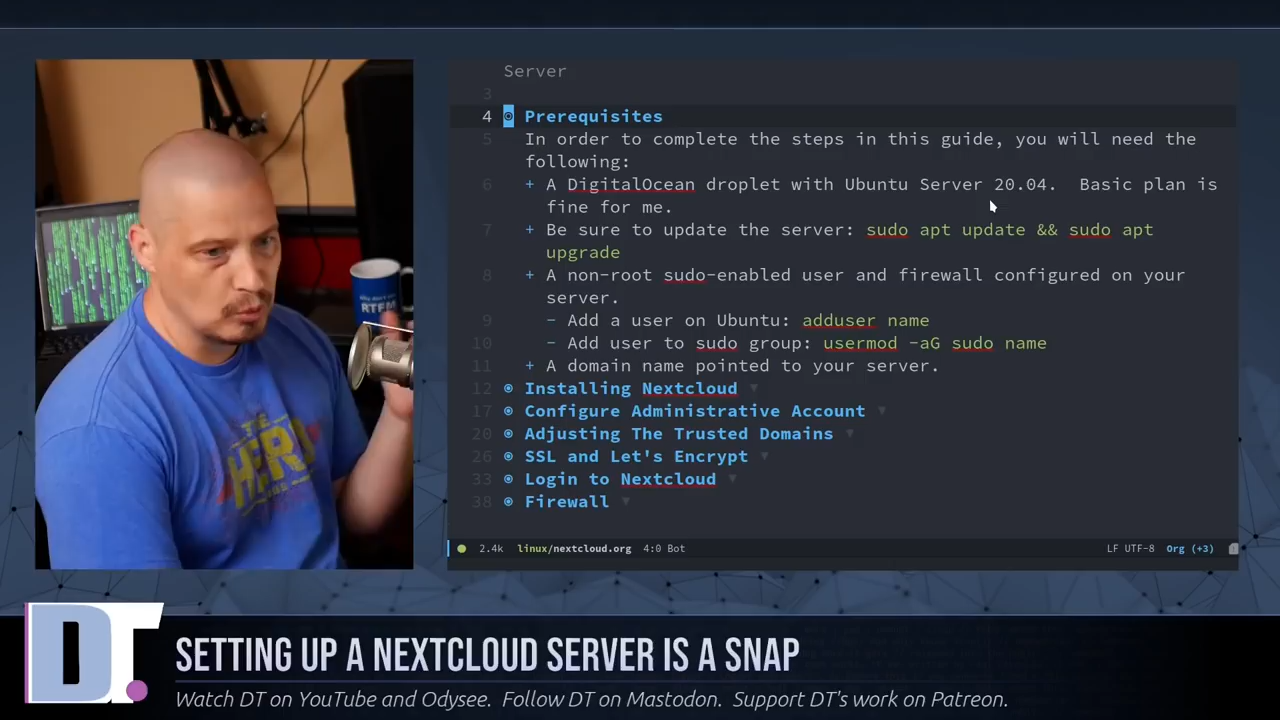 Server
3
4 Prerequisites
5 In order to complete the steps in this guide, you will need the
following:
6 + A DigitalOcean droplet with Ubuntu Server 20.04.  Basic plan is
fine for me.
7 + Be sure to update the server: sudo apt update && sudo apt
upgrade
8 + A non-root sudo-enabled user and firewall configured on your
server.
9 - Add a user on Ubuntu: adduser name
10 - Add user to sudo group: usermod -aG sudo name
11 + A domain name pointed to your server.
12 Installing Nextcloud
17 Configure Administrative Account
20 Adjusting The Trusted Domains
26 SSL and Let's Encrypt
33 Login to Nextcloud
38 Firewall
2.4k linux/nextcloud.org 4:0 Bot LF UTF-8 Org (+3)
RTFM
THE
HERD
DT.
SETTING UP A NEXTCLOUD SERVER IS A SNAP
Watch DT on YouTube and Odysee.  Follow DT on Mastodon.  Support DT's work on Patreon.